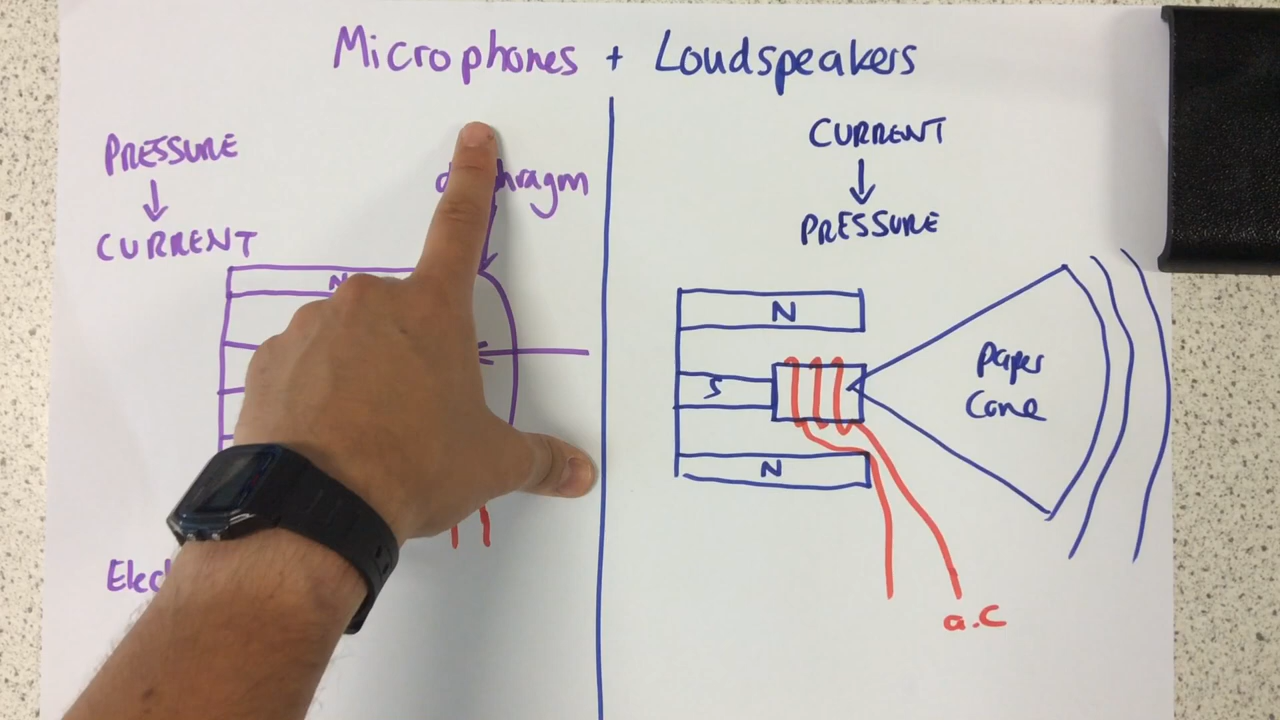 Microphones + Loudspeakers
PRESSURE
↓
CURRENT
N
CURRENT
↓
PRESSURE
N
S
N
Paper
Cone
a.c